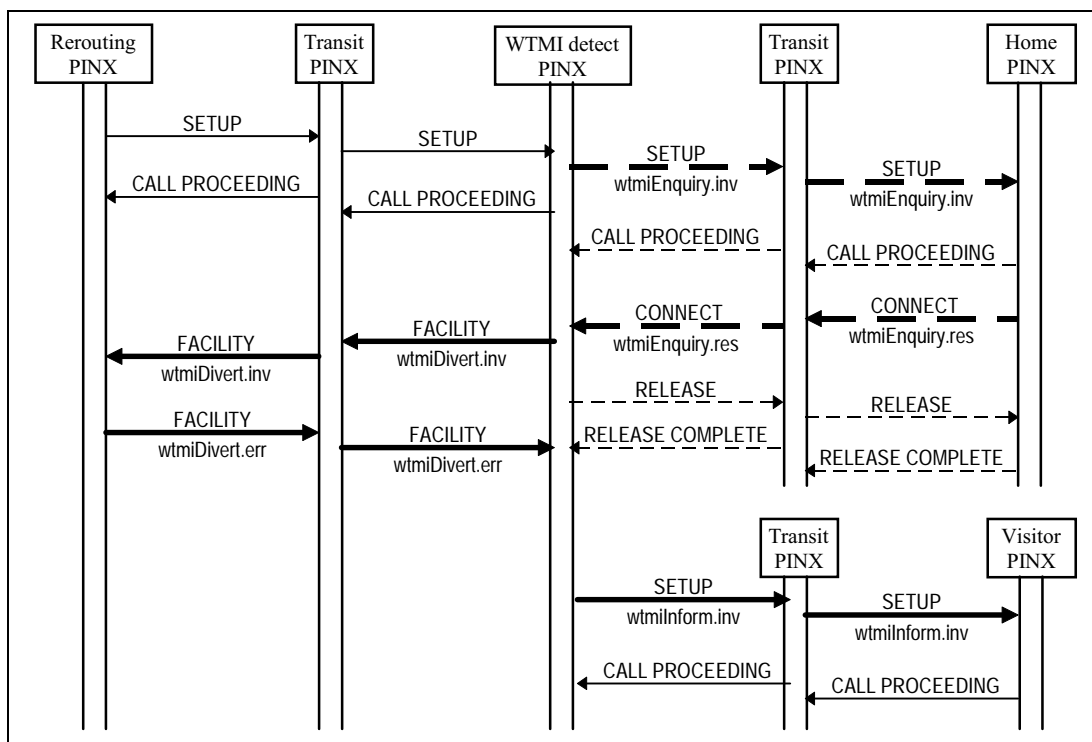 Rerouting
PINX
Transit
PINX
WTMI detect
PINX
Transit
PINX
Home
PINX
SETUP
SETUP
SETUP
wtmiEnquiry.inv
SETUP
wtmiEnquiry.inv
CALL PROCEEDING
CALL PROCEEDING
CALL PROCEEDING
CALL PROCEEDING
CONNECT
wtmiEnquiry.res
CONNECT
wtmiEnquiry.res
FACILITY
wtmiDivert.inv
FACILITY
wtmiDivert.inv
RELEASE
RELEASE
FACILITY
wtmiDivert.err
FACILITY
wtmiDivert.err
RELEASE COMPLETE
RELEASE COMPLETE
Transit
PINX
Visitor
PINX
SETUP
wtmiInform.inv
SETUP
wtmiInform.inv
CALL PROCEEDING
CALL PROCEEDING